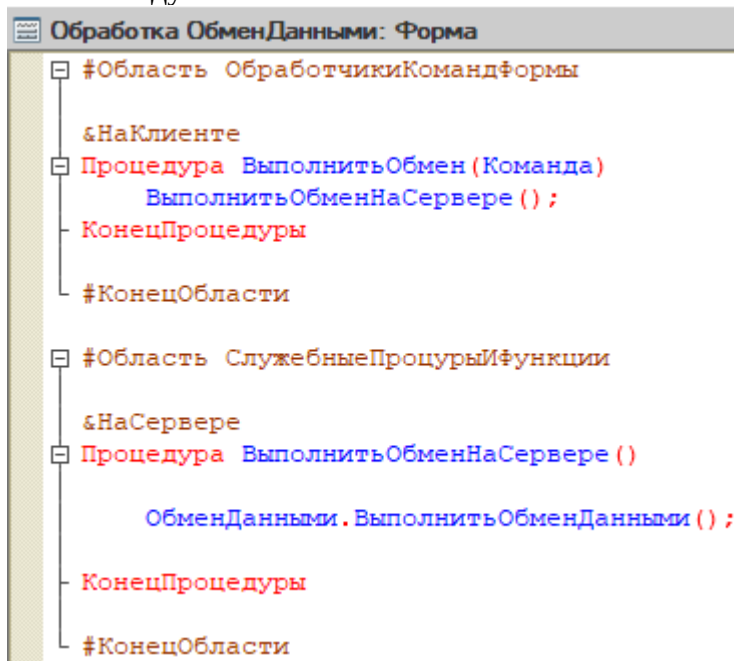 Обработка ОбменДанными: Форма
#Область ОбработчикиКомандФормы
&НаКлиенте
Процедура ВыполнитьОбмен(Команда)
ВыполнитьОбменНаСервере();
КонецПроцедуры
#КонецОбласти
#Область СлужебныеПроцурыИФункции
&НаСервере
Процедура ВыполнитьОбменНаСервере()
ОбменДанными.ВыполнитьОбменДанными();
КонецПроцедуры
#КонецОбласти